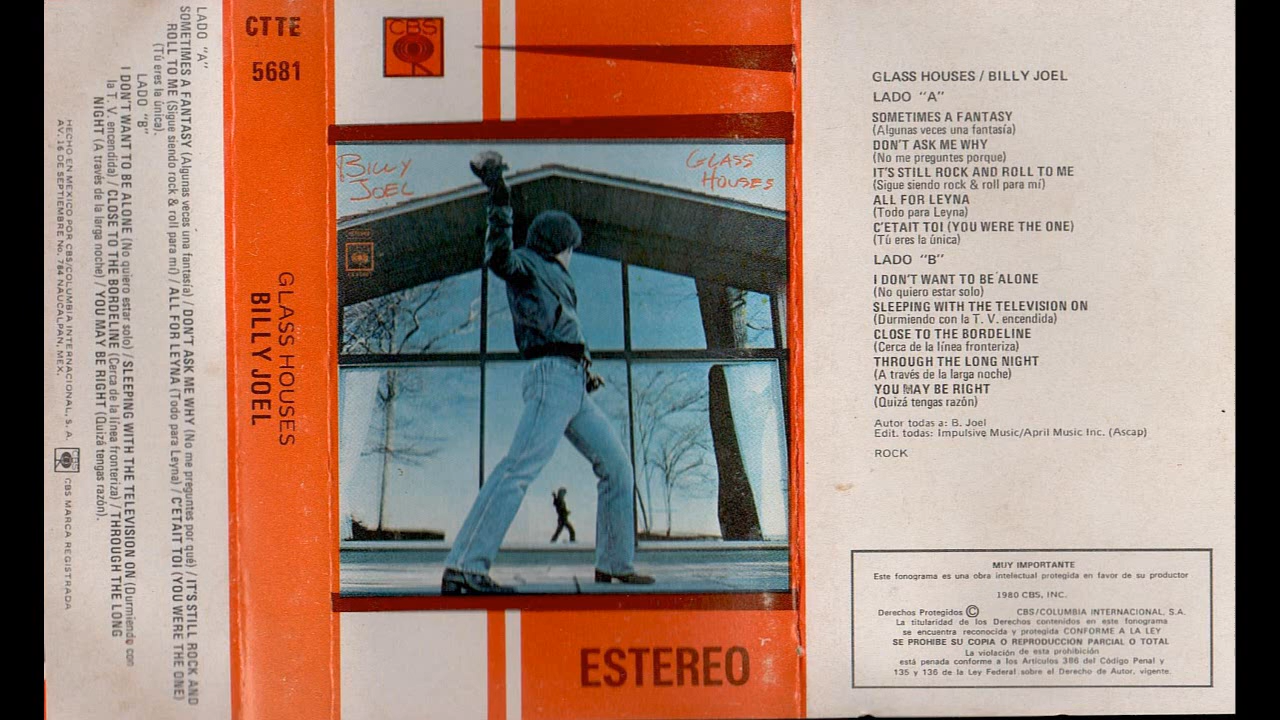 LADO "A"
SOMETIMES A FANTASY (Algunas veces una fantasía) / DON'T ASK ME WHY (No me preguntes por qué) / IT'S STILL ROCK AND
ROLL TO ME (Sigue siendo rock & roll para mí) / ALL FOR LEYNA (Todo para Leyna) / C'ETAIT TOI (YOU WERE THE ONE)
(Tú eres la única).
LADO "B"
I DON'T WANT TO BE ALONE (No quiero estar solo) / SLEEPING WITH THE TELEVISION ON (Durmiendo con
la T. V. encendida) / CLOSE TO THE BORDELINE (Cerca de la línea fronteriza) / THROUGH THE LONG
NIGHT (A través de la larga noche) / YOU MAY BE RIGHT (Quizá tengas razón).
HECHO EN MEXICO POR CBS/COLUMBIA INTERNACIONAL, S. A. CBS MARCA REGISTRADA
AV. 16 DE SEPTIEMBRE No. 784 NAUCALPAN, MEX.
CTTE
5681
GLASS HOUSES
BILLY JOEL
CBS
BILLY
JOEL
GLASS
HOUSES
ESTEREO
GLASS HOUSES / BILLY JOEL
LADO "A"
SOMETIMES A FANTASY
(Algunas veces una fantasía)
DON'T ASK ME WHY
(No me preguntes porque)
IT'S STILL ROCK AND ROLL TO ME
(Sigue siendo rock & roll para mí)
ALL FOR LEYNA
(Todo para Leyna)
C'ETAIT TOI (YOU WERE THE ONE)
(Tú eres la única)
LADO "B"
I DON'T WANT TO BE ALONE
(No quiero estar solo)
SLEEPING WITH THE TELEVISION ON
(Durmiendo con la T. V. encendida)
CLOSE TO THE BORDELINE
(Cerca de la línea fronteriza)
THROUGH THE LONG NIGHT
(A través de la larga noche)
YOU MAY BE RIGHT
(Quizá tengas razón)
Autor todas a: B. Joel
Edit. todas: Impulsive Music/April Music Inc. (Ascap)
ROCK
MUY IMPORTANTE
Este fonograma es una obra intelectual protegida en favor de su productor
1980 CBS, INC.
Derechos Protegidos © CBS/COLUMBIA INTERNACIONAL, S.A.
La titularidad de los Derechos contenidos en este fonograma
se encuentra reconocida y protegida CONFORME A LA LEY
SE PROHIBE SU COPIA O REPRODUCCION PARCIAL O TOTAL
La violación de esta prohibición
está penada conforme a los Artículos 386 del Código Penal y
135 y 136 de la Ley Federal sobre el Derecho de Autor, vigente.